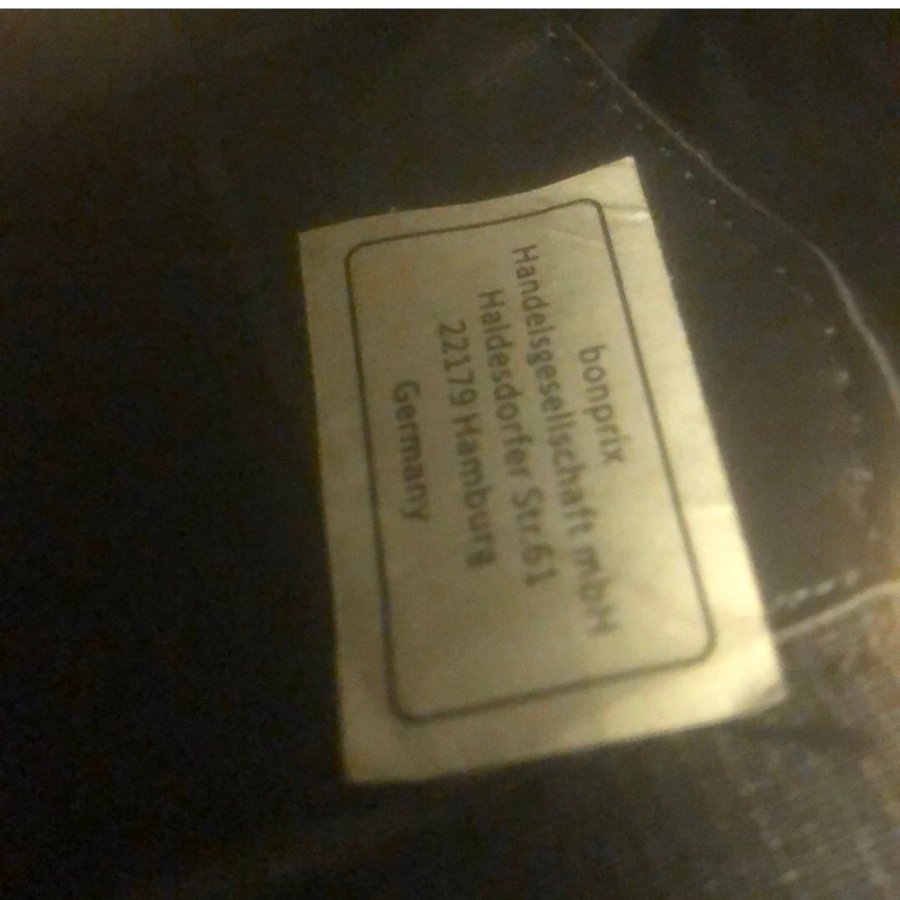 bonprix
Handelsgesellschaft mbH
Haldesdorfer Str.61
22179 Hamburg
Germany